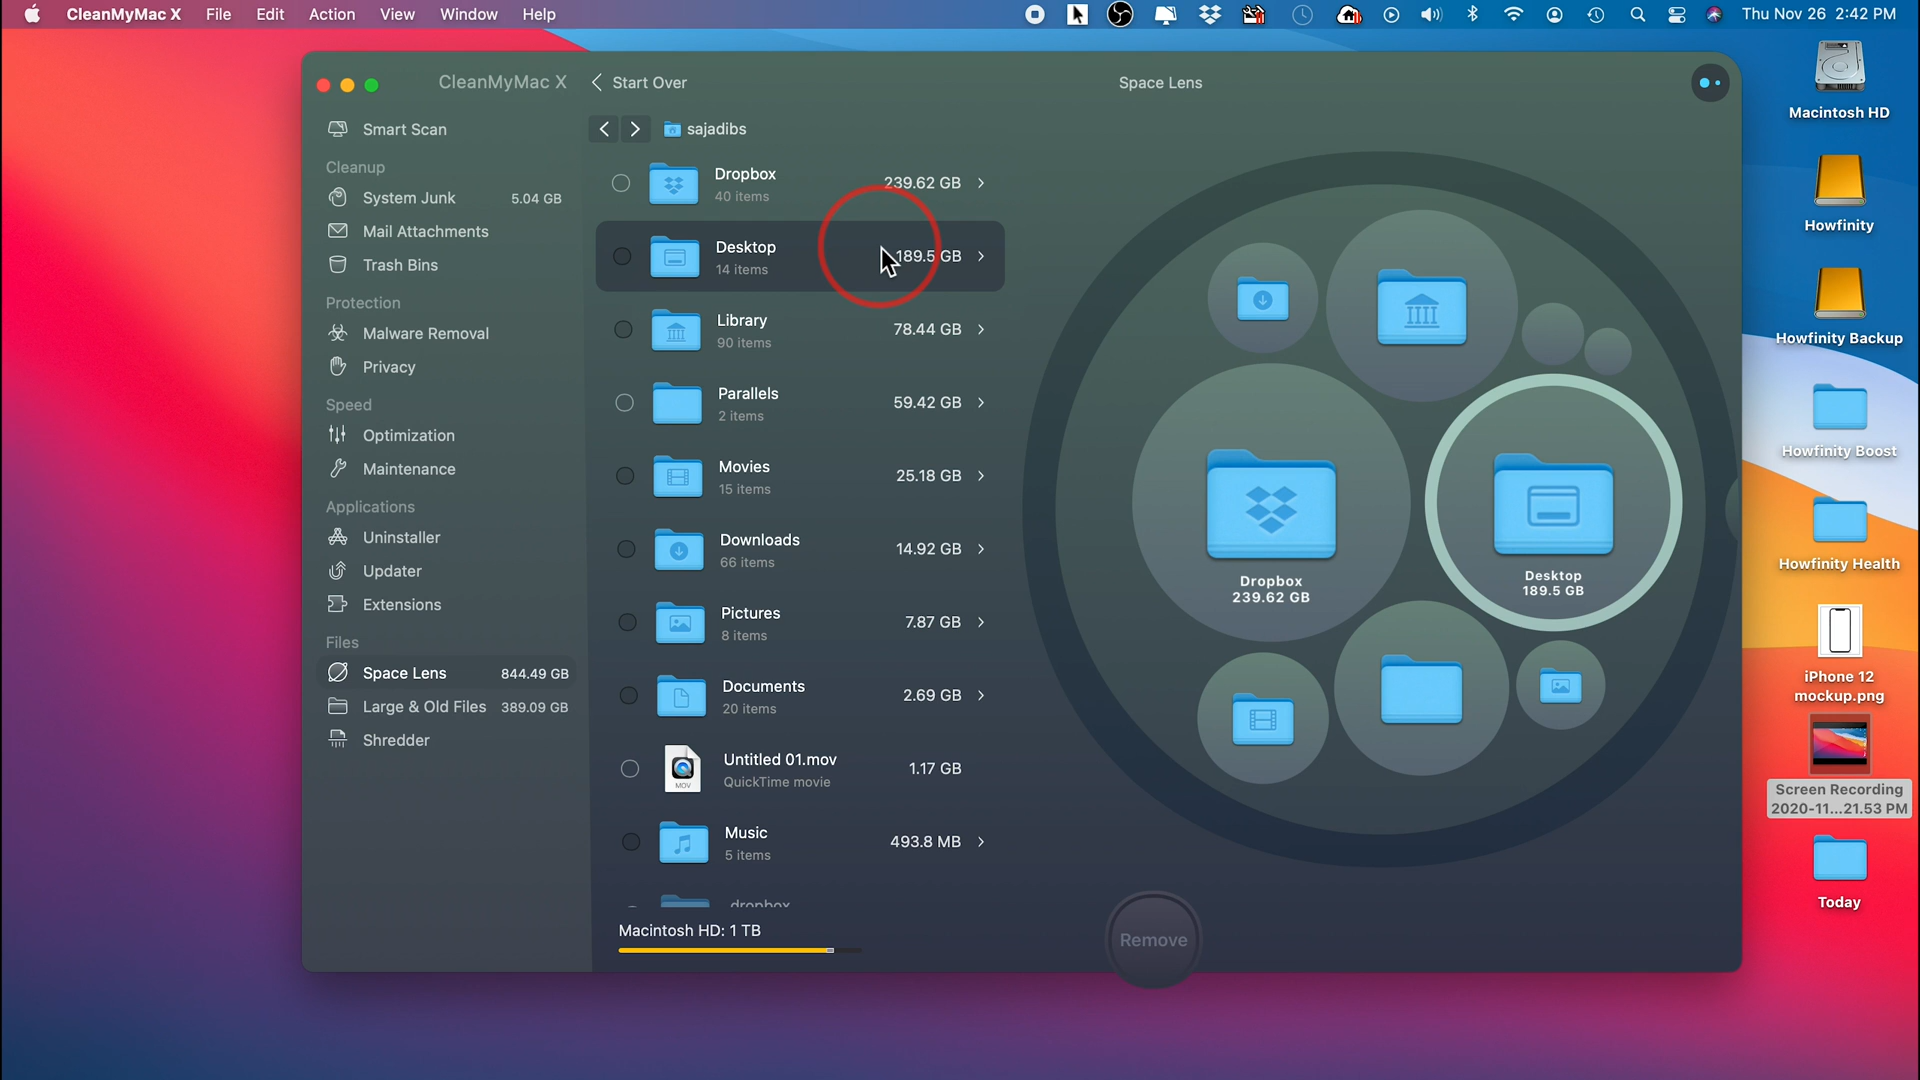 CleanMyMac X File Edit Action View Window Help
Thu Nov 26 2:42 PM
CleanMyMac X
Start Over
Space Lens
Smart Scan
Cleanup
System Junk 5.04 GB
Mail Attachments
Trash Bins
Protection
Malware Removal
Privacy
Speed
Optimization
Maintenance
Applications
Uninstaller
Updater
Extensions
Files
Space Lens 844.49 GB
Large & Old Files 389.09 GB
Shredder
sajadibs
Dropbox 239.62 GB
40 items
Desktop 189.5 GB
14 items
Library 78.44 GB
90 items
Parallels 59.42 GB
2 items
Movies 25.18 GB
15 items
Downloads 14.92 GB
66 items
Pictures 7.87 GB
8 items
Documents 2.69 GB
20 items
Untitled 01.mov 1.17 GB
QuickTime movie
MOV
Music 493.8 MB
5 items
dropbox
Macintosh HD: 1 TB
Dropbox
239.62 GB
Desktop
189.5 GB
Remove
Macintosh HD
Howfinity
Howfinity Backup
Howfinity Boost
Howfinity Health
iPhone 12
mockup.png
Screen Recording
2020-11...21.53 PM
Today